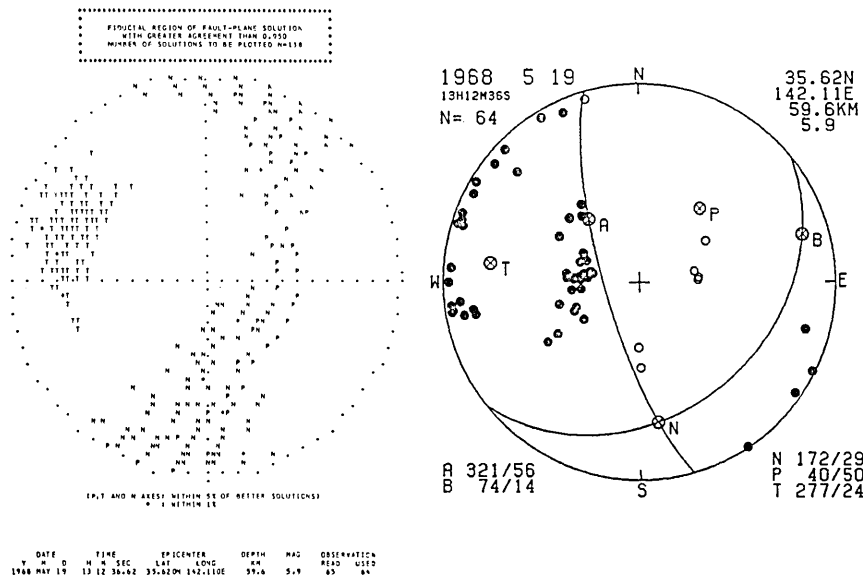 FIDUCIAL REGION OF FAULT-PLANE SOLUTION
WITH GREATER AGREEMENT THAN 0.950
NUMBER OF SOLUTIONS TO BE PLOTTED N=118
(P,T AND N AXES) WITHIN 5% OF BETTER SOLUTIONS)
WITHIN 1%
DATE TIME EPICENTER DEPTH MAG OBSERVATION
Y M D H M SEC LAT LONG KM READ USED
1968 MAY 19 13 12 36.62 35.620N 142.110E 59.6 5.9 65 64
1968 5 19
13H12M36S
N= 64
35.62N
142.11E
59.6KM
5.9
N
A
P
B
T
W
E
N
S
A 321/56
B 74/14
N 172/29
P 40/50
T 277/24